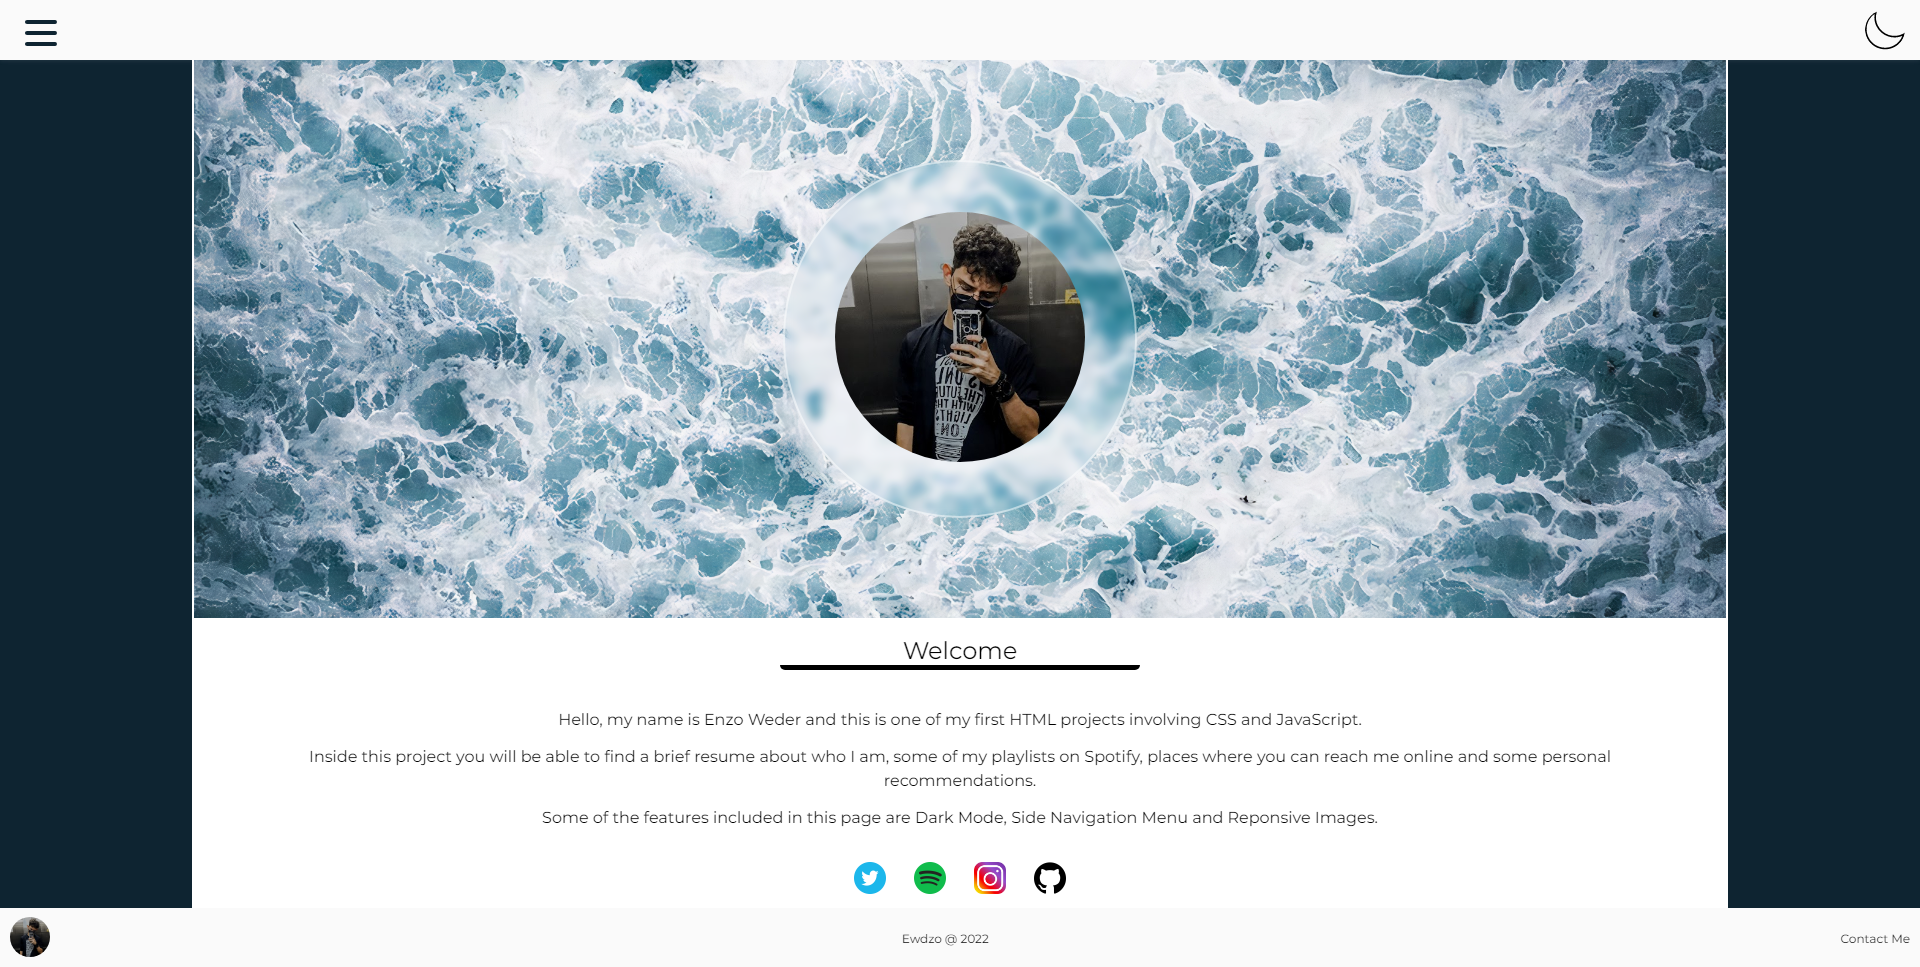 Welcome
Hello, my name is Enzo Weder and this is one of my first HTML projects involving CSS and JavaScript.
Inside this project you will be able to find a brief resume about who I am, some of my playlists on Spotify, places where you can reach me online and some personal
recommendations.
Some of the features included in this page are Dark Mode, Side Navigation Menu and Reponsive Images.
Ewdzo @ 2022
Contact Me